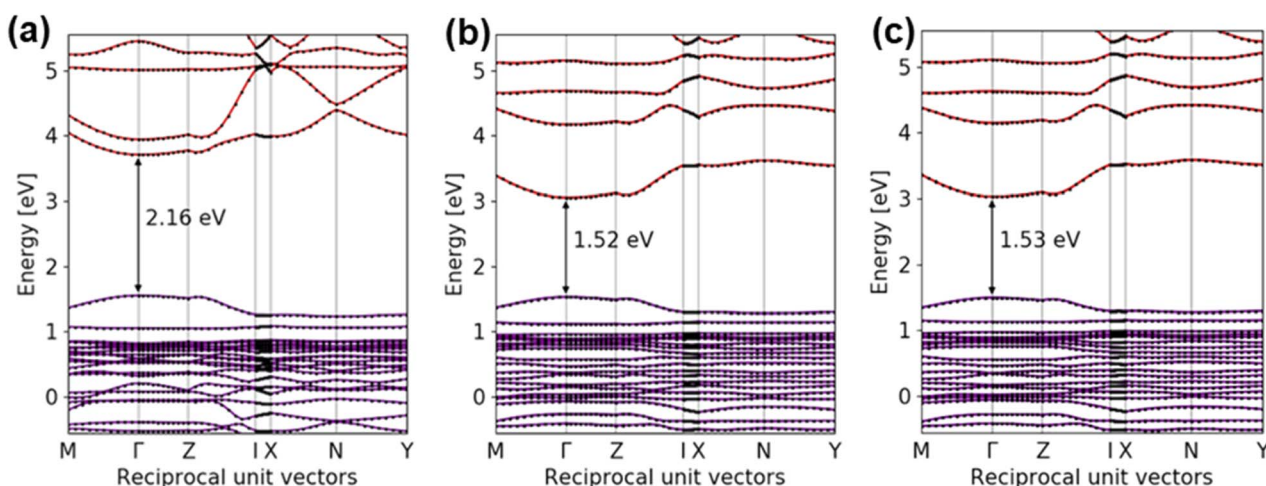 (a)
Energy [eV]
5
4
3
2
1
0
2.16 eV
M Γ Z I X N Y
Reciprocal unit vectors
(b)
Energy [eV]
5
4
3
2
1
0
1.52 eV
M Γ Z I X N Y
Reciprocal unit vectors
(c)
Energy [eV]
5
4
3
2
1
0
1.53 eV
M Γ Z I X N Y
Reciprocal unit vectors